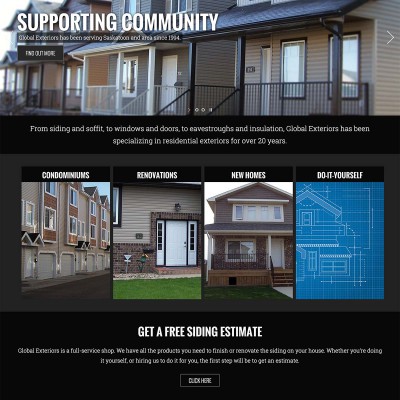 SUPPORTING COMMUNITY
Global Exteriors has been serving Saskatoon and area since 1994.
FIND OUT MORE
From siding and soffit, to windows and doors, to eavestroughs and insulation, Global Exteriors has been
specializing in residential exteriors for over 20 years.
CONDOMINIUMS
RENOVATIONS
NEW HOMES
DO-IT-YOURSELF
GET A FREE SIDING ESTIMATE
Global Exteriors is a full-service shop. We have all the products you need to finish or renovate the siding on your house. Whether you're doing
it yourself, or hiring us to do it for you, the first step will be to get an estimate.
CLICK HERE